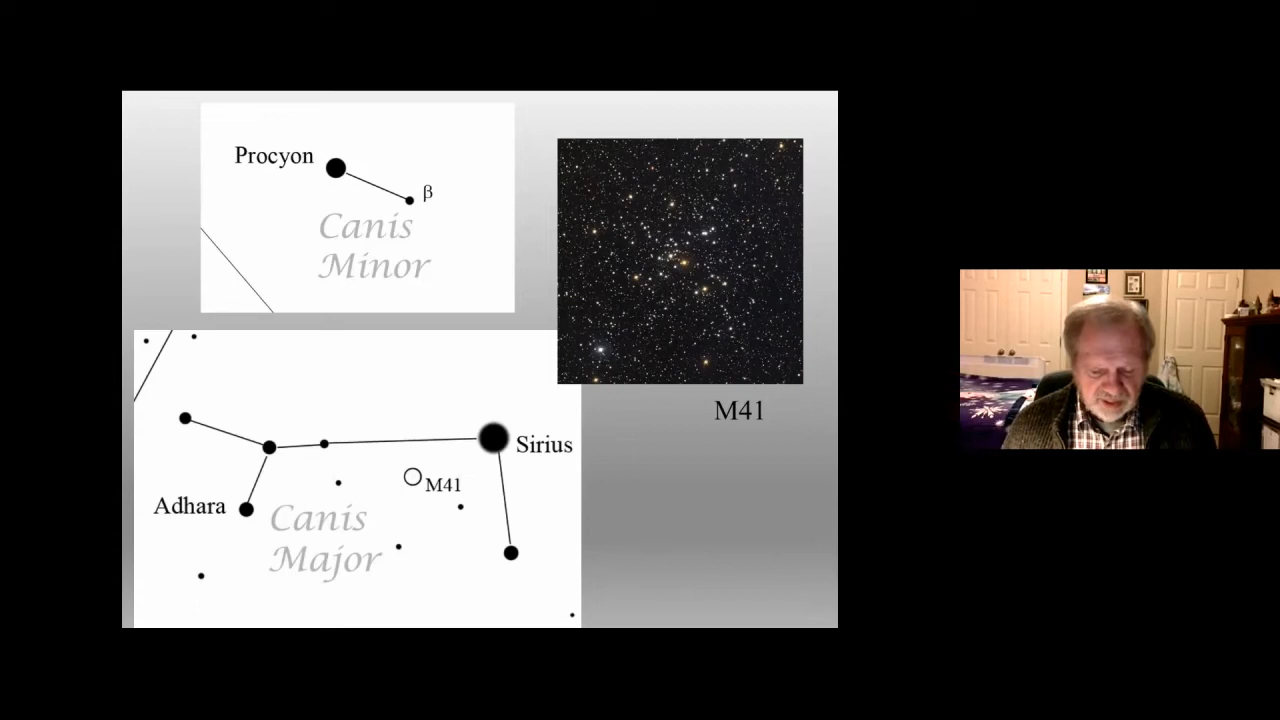 Procyon
β
Canis
Minor
M41
Sirius
M41
Adhara
Canis
Major